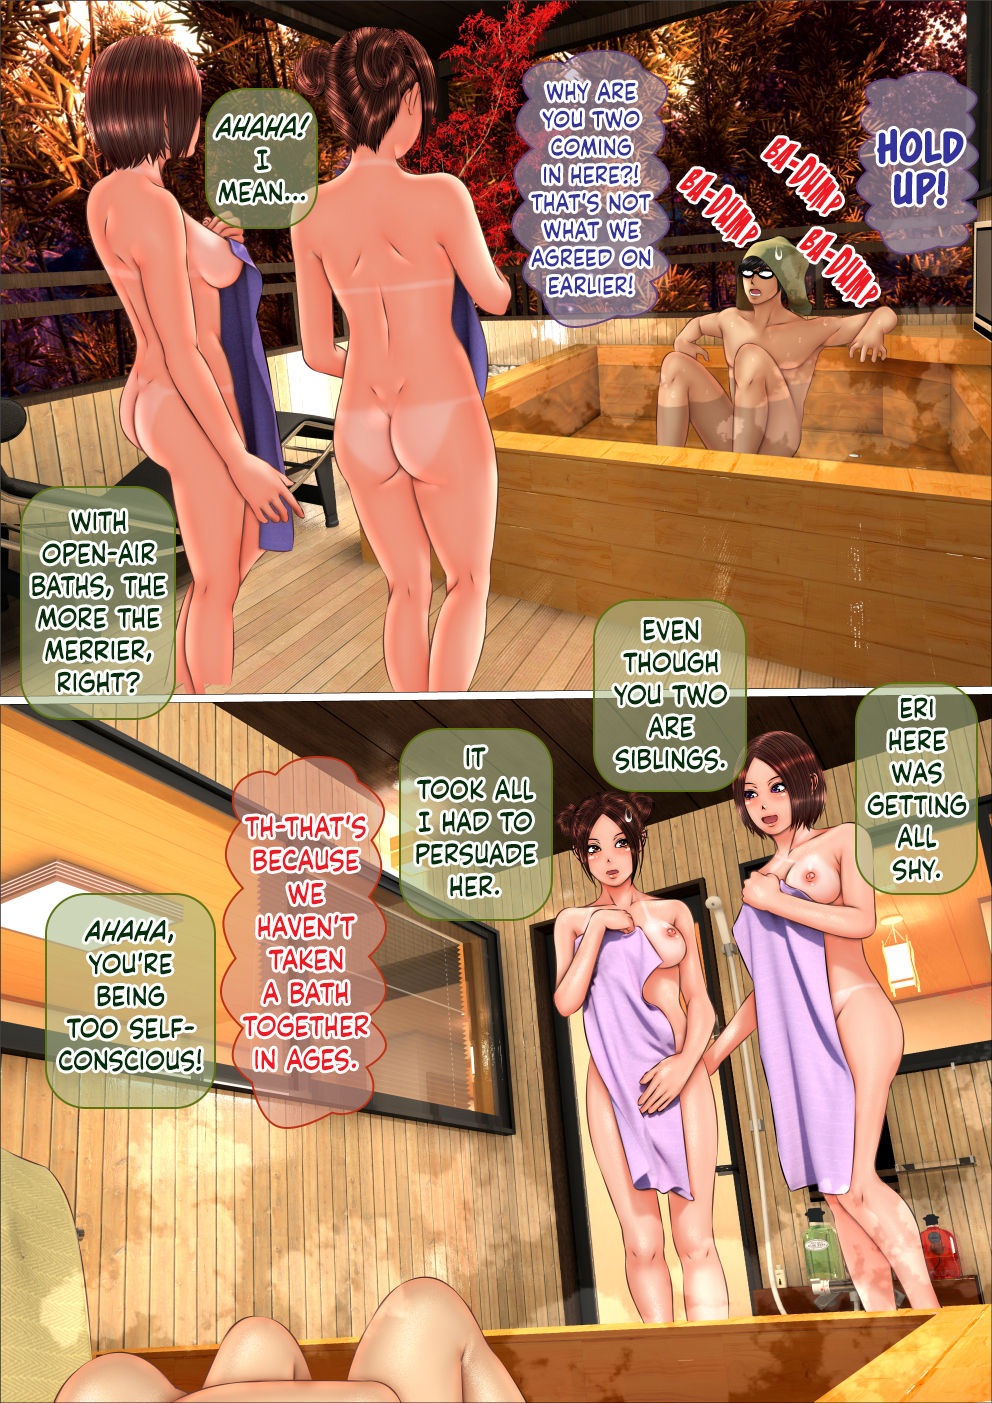 HOLD
UP!
BA-DUMP
BA-DUMP
BA-DUMP
WHY ARE
YOU TWO
COMING
IN HERE?!
THAT'S NOT
WHAT WE
AGREED ON
EARLIER!
AHAHA!
I
MEAN...
WITH
OPEN-AIR
BATHS, THE
MORE THE
MERRIER,
RIGHT?
ERI
HERE
WAS
GETTING
ALL
SHY.
EVEN
THOUGH
YOU TWO
ARE
SIBLINGS.
IT
TOOK ALL
I HAD TO
PERSUADE
HER.
TH-THAT'S
BECAUSE
WE
HAVEN'T
TAKEN
A BATH
TOGETHER
IN AGES.
AHAHA,
YOU'RE
BEING
TOO SELF-
CONSCIOUS!